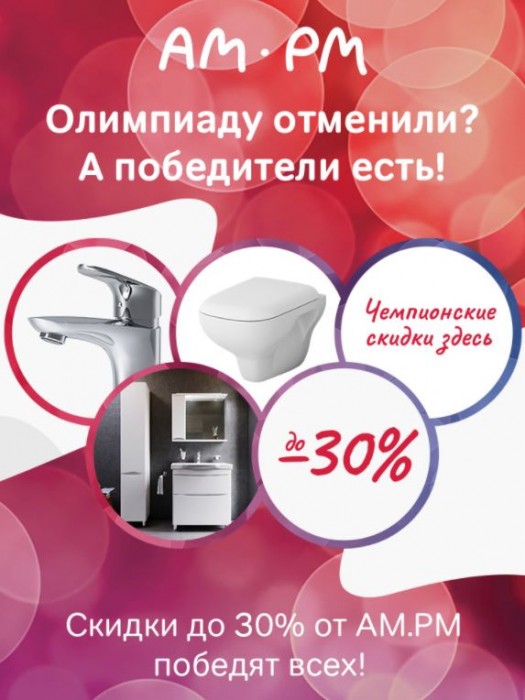 AM·PM
Олимпиаду отменили?
А победители есть!
Чемпионские
скидки здесь
до
–30%
Скидки до 30% от AM.PM
победят всех!